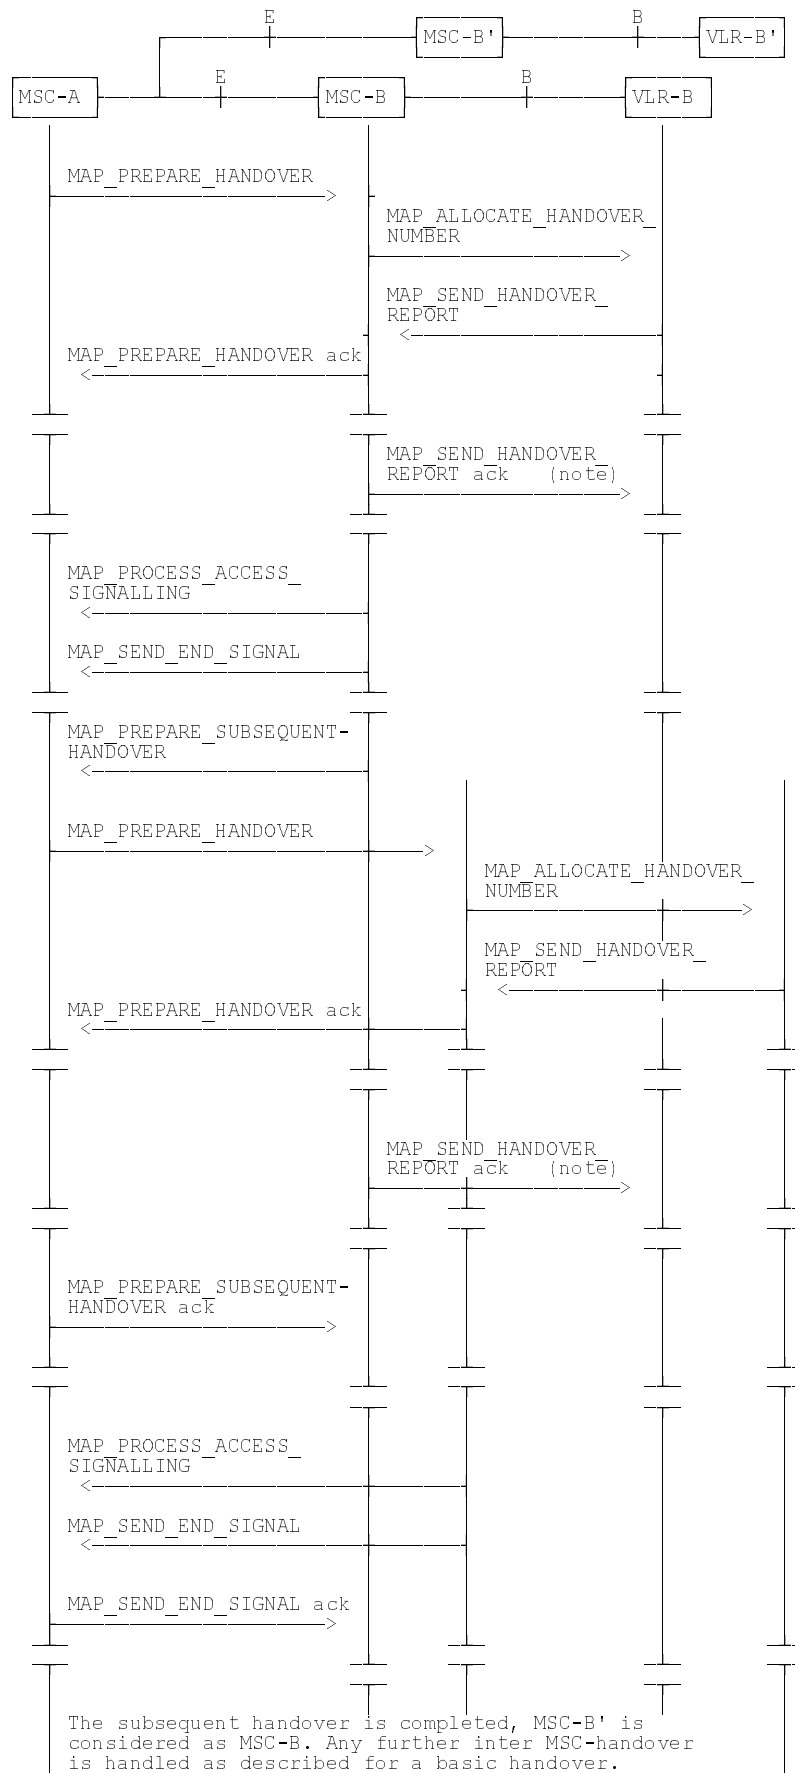 E
B
MSC-B'
VLR-B'
E
B
MSC-A
MSC-B
VLR-B
MAP_PREPARE_HANDOVER
MAP_ALLOCATE_HANDOVER_
NUMBER
MAP_SEND_HANDOVER_
REPORT
MAP_PREPARE_HANDOVER ack
MAP_SEND_HANDOVER_
REPORT ack (note)
MAP_PROCESS_ACCESS_
SIGNALLING
MAP_SEND_END_SIGNAL
MAP_PREPARE_SUBSEQUENT-
HANDOVER
MAP_PREPARE_HANDOVER
MAP_ALLOCATE_HANDOVER_
NUMBER
MAP_SEND_HANDOVER_
REPORT
MAP_PREPARE_HANDOVER ack
MAP_SEND_HANDOVER_
REPORT ack (note)
MAP_PREPARE_SUBSEQUENT-
HANDOVER ack
MAP_PROCESS_ACCESS_
SIGNALLING
MAP_SEND_END_SIGNAL
MAP_SEND_END_SIGNAL ack
The subsequent handover is completed, MSC-B' is
considered as MSC-B. Any further inter MSC-handover
is handled as described for a basic handover.